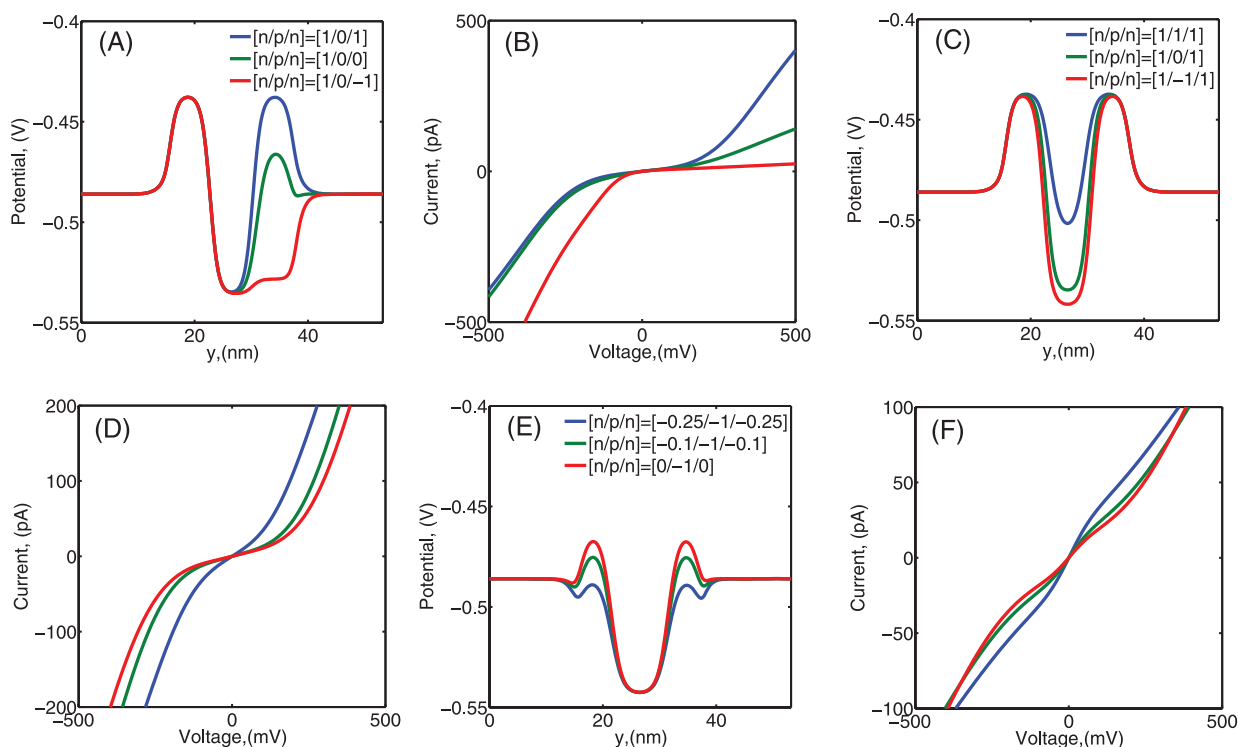 (A)
[n/p/n]=[1/0/1]
[n/p/n]=[1/0/0]
[n/p/n]=[1/0/−1]
Potential, (V)
−0.4
−0.45
−0.5
−0.55
0
20
40
y,(nm)
(B)
Current, (pA)
500
0
−500
−500
0
500
Voltage,(mV)
(C)
[n/p/n]=[1/1/1]
[n/p/n]=[1/0/1]
[n/p/n]=[1/−1/1]
Potential, (V)
−0.4
−0.45
−0.5
−0.55
0
20
40
y,(nm)
(D)
Current, (pA)
200
100
0
−100
−200
−500
0
500
Voltage,(mV)
(E)
[n/p/n]=[−0.25/−1/−0.25]
[n/p/n]=[−0.1/−1/−0.1]
[n/p/n]=[0/−1/0]
Potential, (V)
−0.4
−0.45
−0.5
−0.55
0
20
40
y,(nm)
(F)
Current, (pA)
100
50
0
−50
−100
−500
0
500
Voltage,(mV)